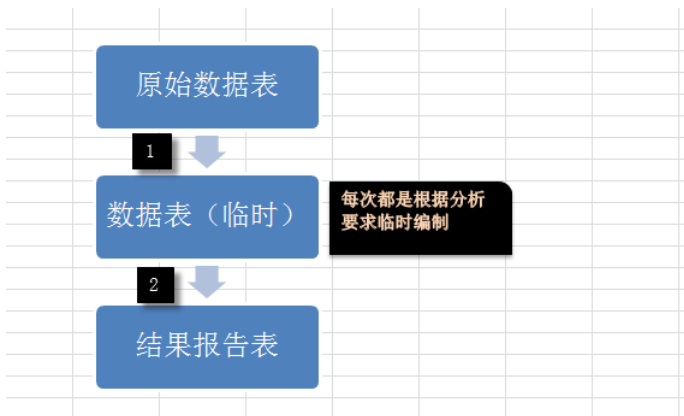 原始数据表
1
数据表（临时）
每次都是根据分析
要求临时编制
2
结果报告表